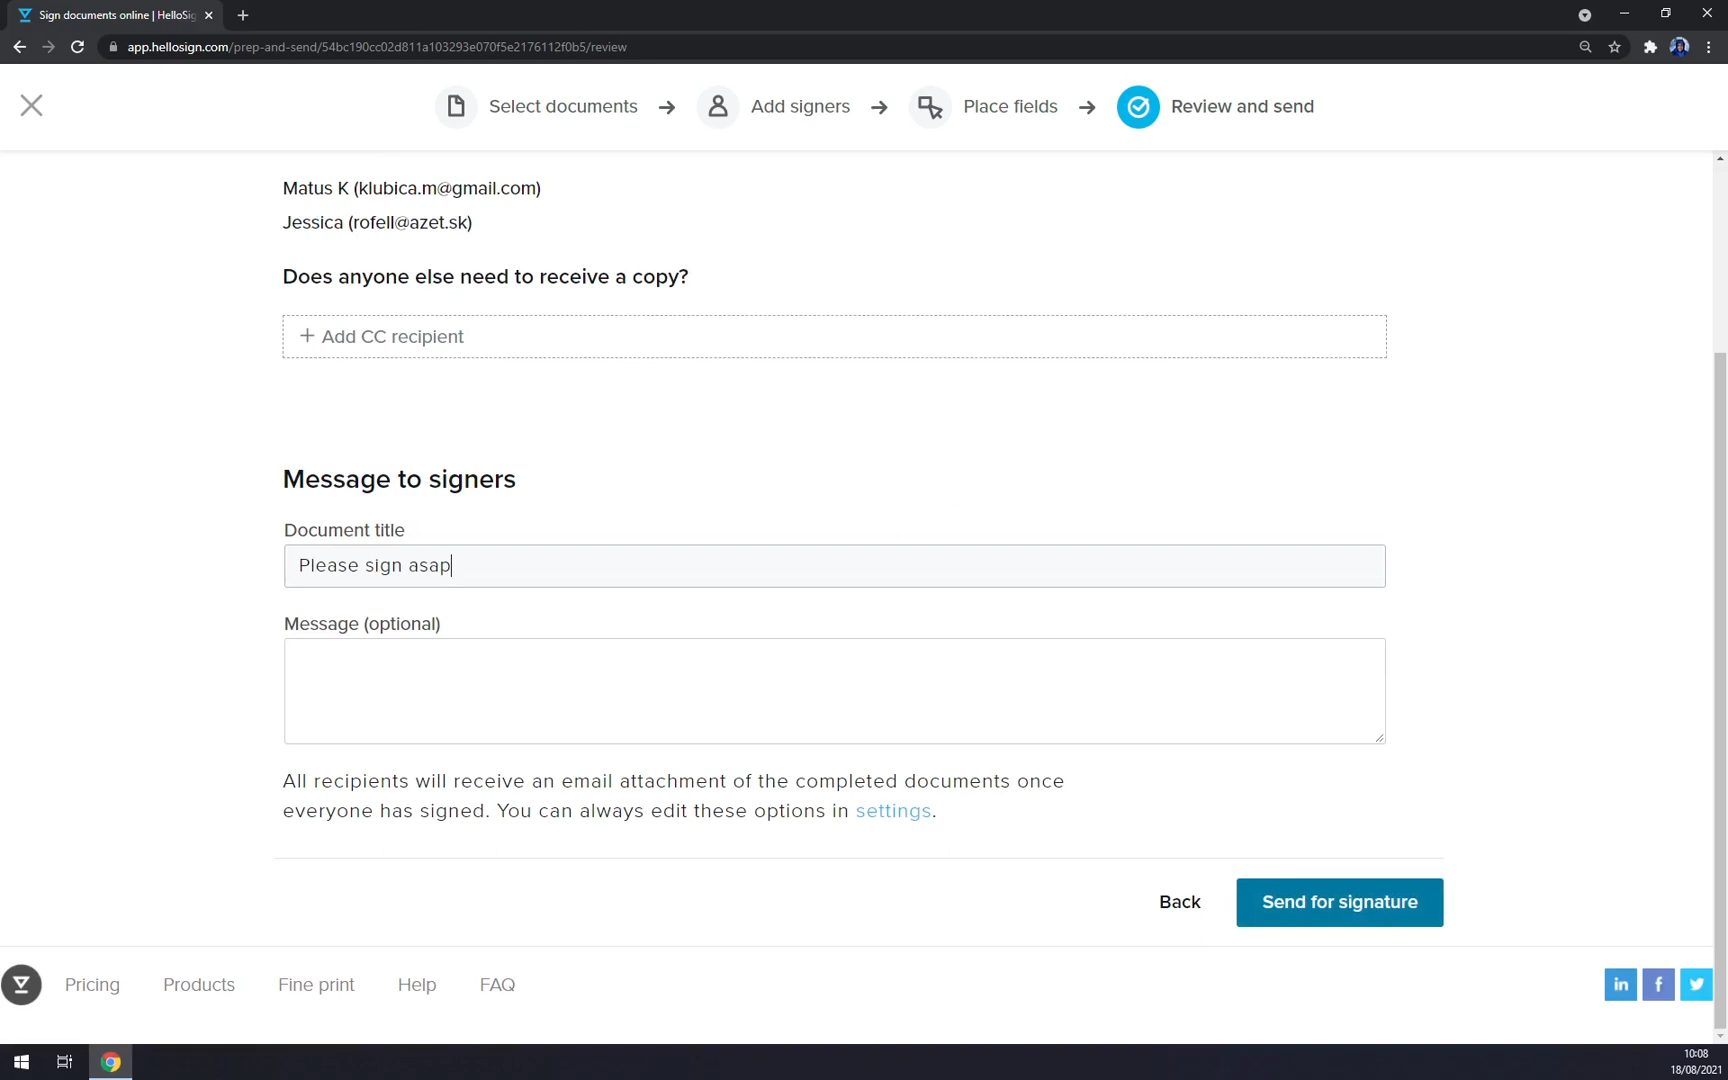 Sign documents online | HelloSig
app.hellosign.com/prep-and-send/54bc190cc02d811a103293e070f5e2176112f0b5/review
Select documents → Add signers → Place fields → Review and send
Matus K (klubica.m@gmail.com)
Jessica (rofell@azet.sk)
Does anyone else need to receive a copy?
+ Add CC recipient
Message to signers
Document title
Please sign asap
Message (optional)
All recipients will receive an email attachment of the completed documents once
everyone has signed. You can always edit these options in settings.
Back Send for signature
Pricing Products Fine print Help FAQ
in f
10:08
18/08/2021